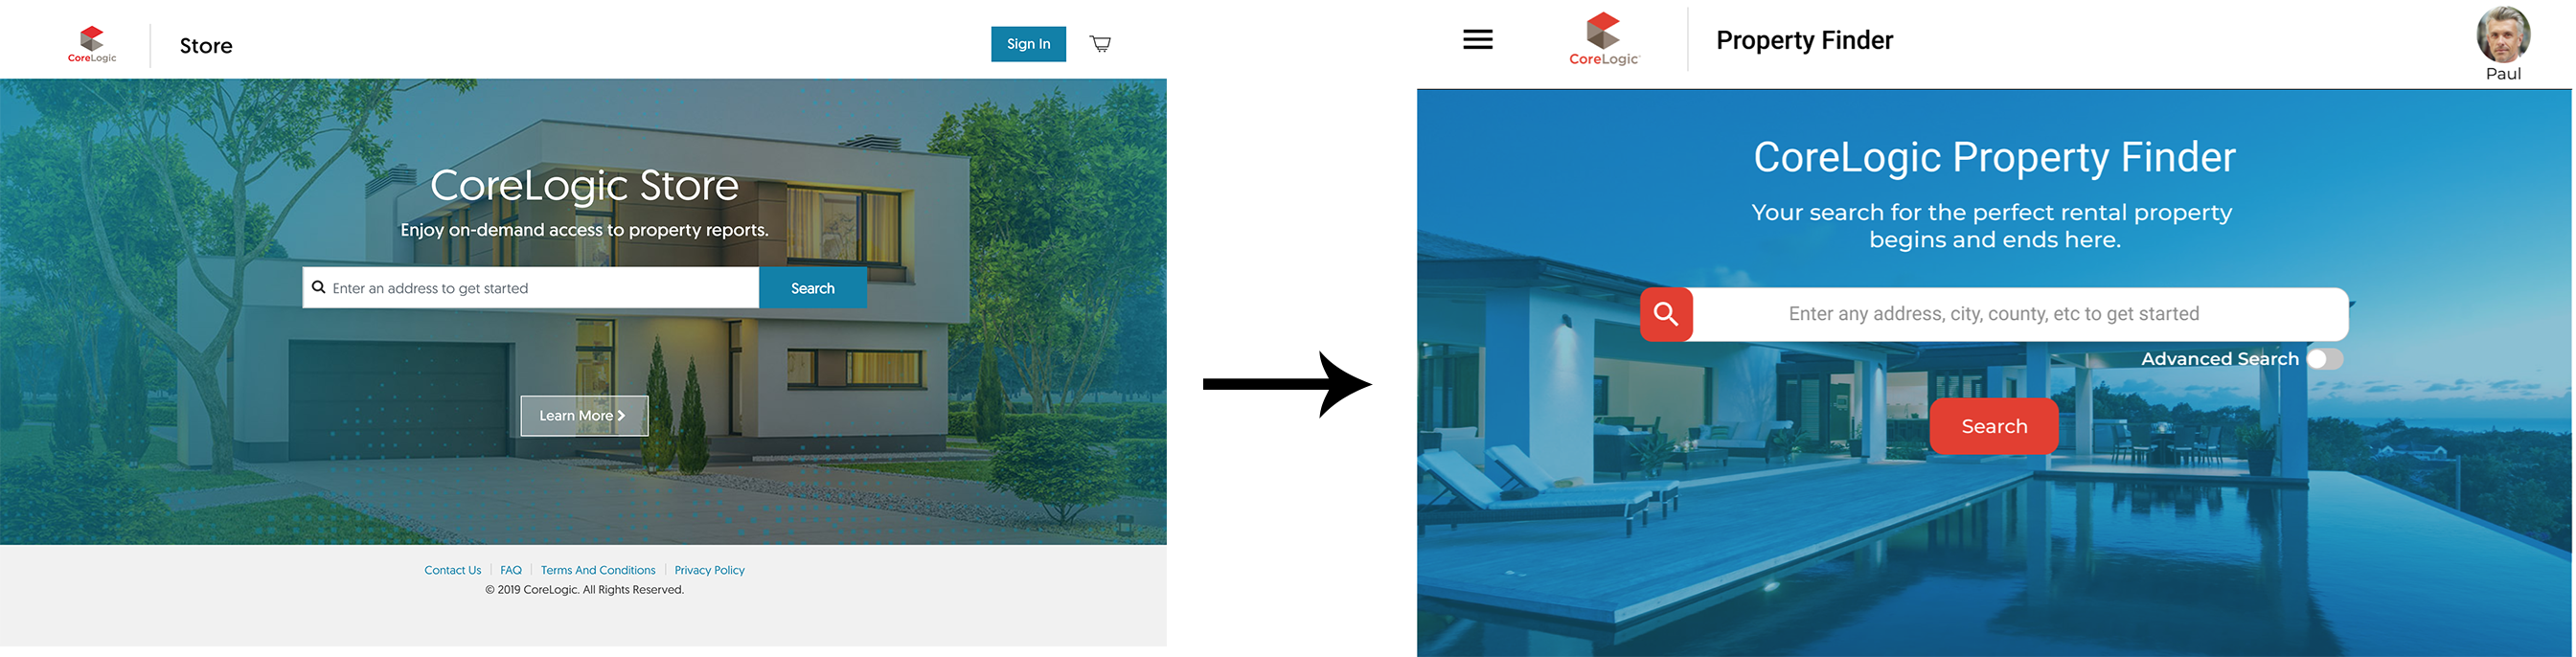 CoreLogic
Store
Sign In
CoreLogic Store
Enjoy on-demand access to property reports.
Enter an address to get started
Search
Learn More
Contact Us
FAQ
Terms And Conditions
Privacy Policy
© 2019 CoreLogic. All Rights Reserved.
CoreLogic
Property Finder
Paul
CoreLogic Property Finder
Your search for the perfect rental property
begins and ends here.
Enter any address, city, county, etc to get started
Advanced Search
Search